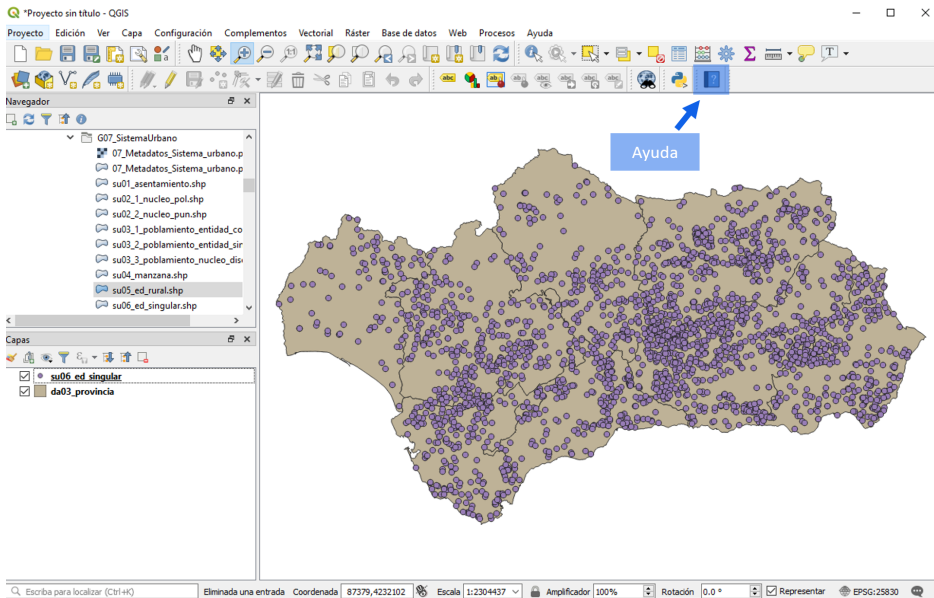 *Proyecto sin título - QGIS
Proyecto Edición Ver Capa Configuración Complementos Vectorial Ráster Base de datos Web Procesos Ayuda
Navegador
Ayuda
G07_SistemaUrbano
07_Metadatos_Sistema_urbano.p
07_Metadatos_Sistema_urbano.p
su01_asentamiento.shp
su02_1_nucleo_pol.shp
su02_2_nucleo_pun.shp
su03_1_poblamiento_entidad_co
su03_2_poblamiento_entidad_sin
su03_3_poblamiento_nucleo_dis
su04_manzana.shp
su05_ed_rural.shp
su06_ed_singular.shp
Capas
su06_ed_singular
da03_provincia
Escriba para localizar (Ctrl+K) Eliminada una entrada Coordenada 87379,4232102 Escala 1:2304437 Amplificador 100% Rotación 0.0 ° Representar EPSG:25830